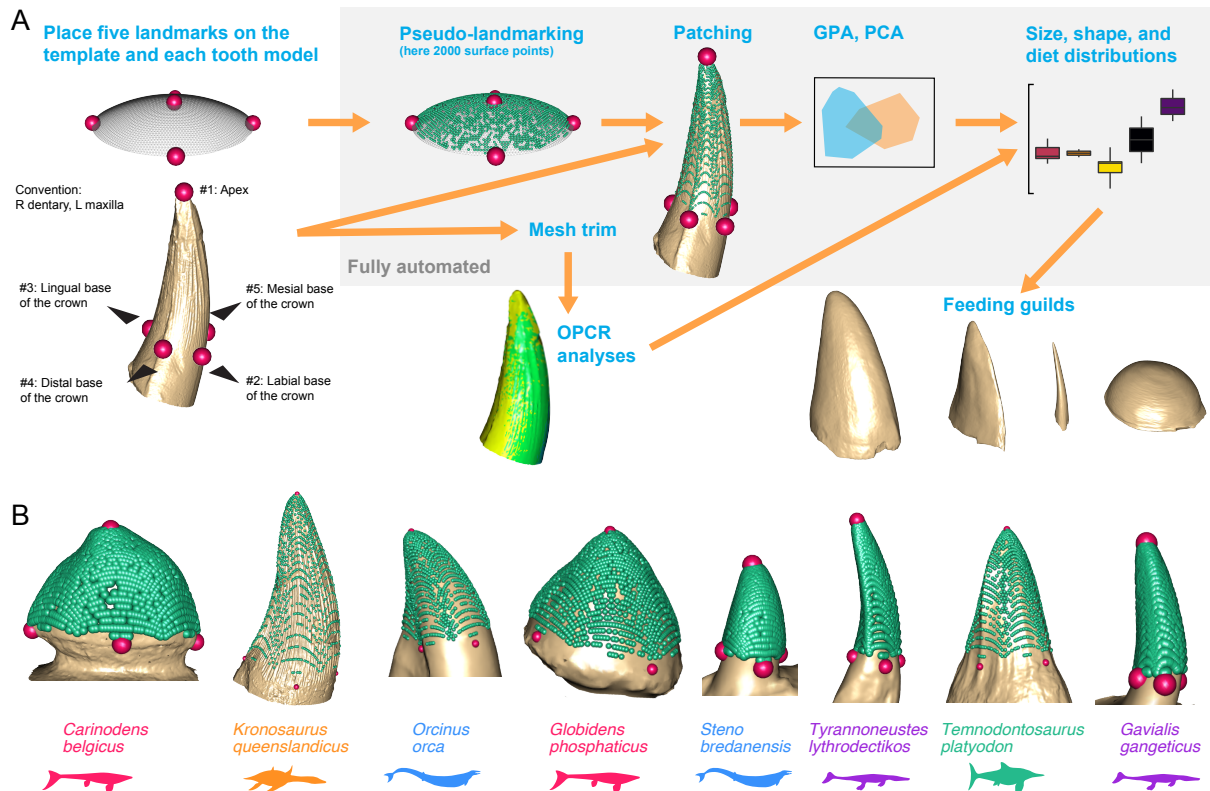 A
Place five landmarks on the
template and each tooth model
Pseudo-landmarking
(here 2000 surface points)
Patching
GPA, PCA
Size, shape, and
diet distributions
Convention:
R dentary, L maxilla
#1: Apex
Mesh trim
Fully automated
#3: Lingual base
of the crown
#5: Mesial base
of the crown
#4: Distal base
of the crown
#2: Labial base
of the crown
OPCR
analyses
Feeding guilds
B
Carinodens
belgicus
Kronosaurus
queenslandicus
Orcinus
orca
Globidens
phosphaticus
Steno
bredanensis
Tyrannoneustes
lythrodectikos
Temnodontosaurus
platyodon
Gavialis
gangeticus